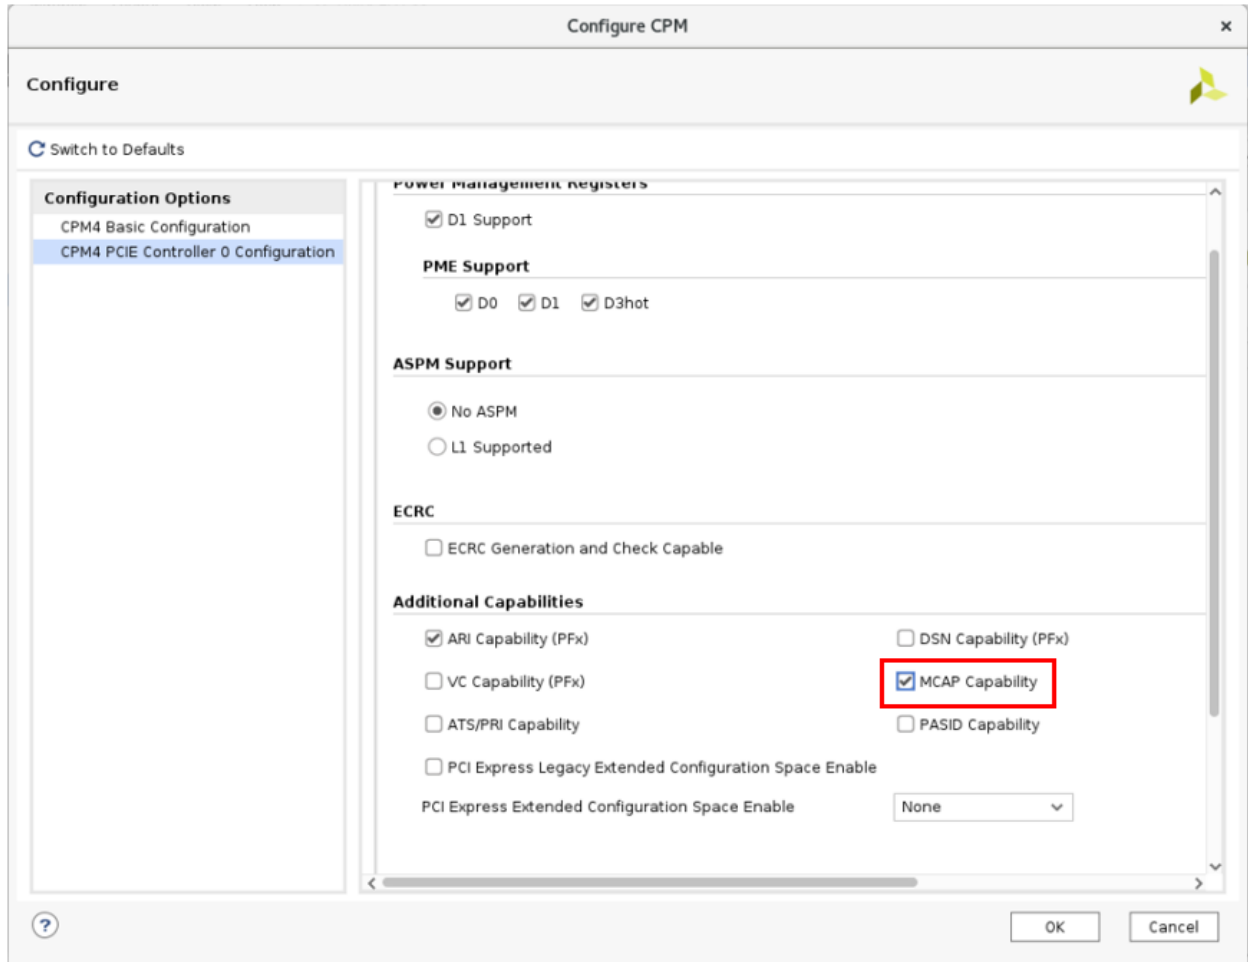 Configure CPM
Configure
Switch to Defaults
Configuration Options
CPM4 Basic Configuration
CPM4 PCIE Controller 0 Configuration
Power Management Registers
D1 Support
PME Support
D0 D1 D3hot
ASPM Support
No ASPM
L1 Supported
ECRC
ECRC Generation and Check Capable
Additional Capabilities
ARI Capability (PFx) DSN Capability (PFx)
VC Capability (PFx) MCAP Capability
ATS/PRI Capability PASID Capability
PCI Express Legacy Extended Configuration Space Enable
PCI Express Extended Configuration Space Enable None
OK Cancel